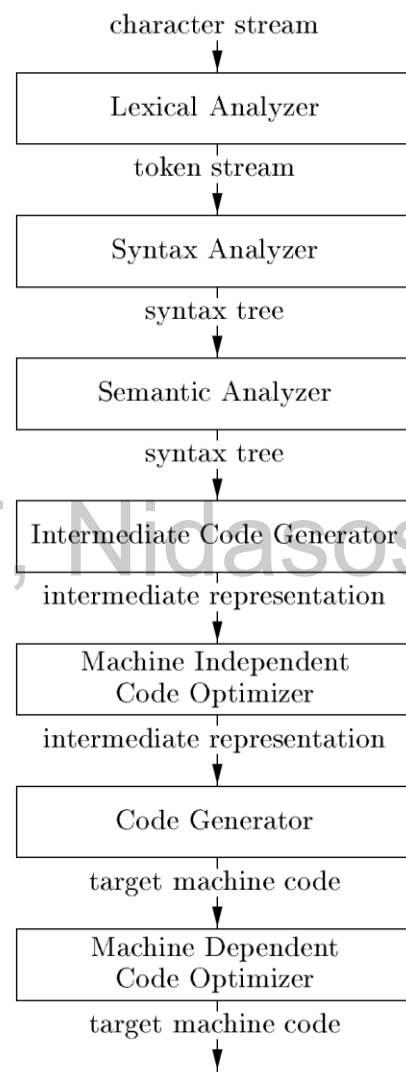 character stream
Lexical Analyzer
token stream
Syntax Analyzer
syntax tree
Semantic Analyzer
syntax tree
Intermediate Code Generator
, Nidasos
intermediate representation
Machine Independent
Code Optimizer
intermediate representation
Code Generator
target machine code
Machine Dependent
Code Optimizer
target machine code